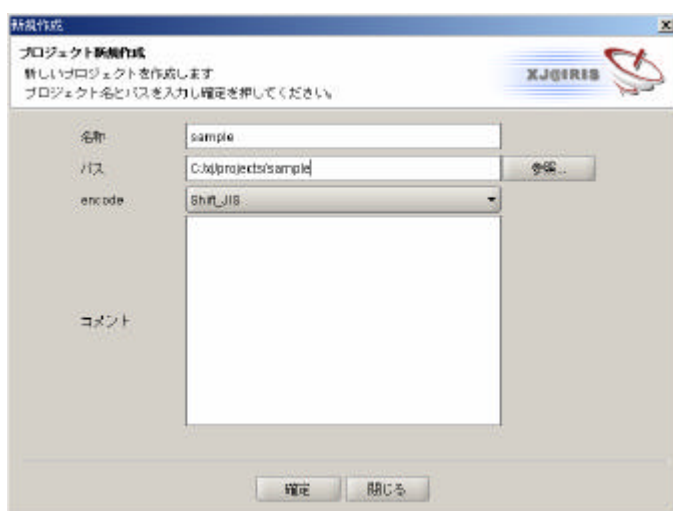 新規作成
プロジェクト新規作成
新しいプロジェクトを作成します
プロジェクト名とパスを入力し確定を押してください。
XJ@IRIS
名称
sample
パス
C:/xj/projects/sample
参照...
encode
Shift_JIS
コメント
確定
閉じる